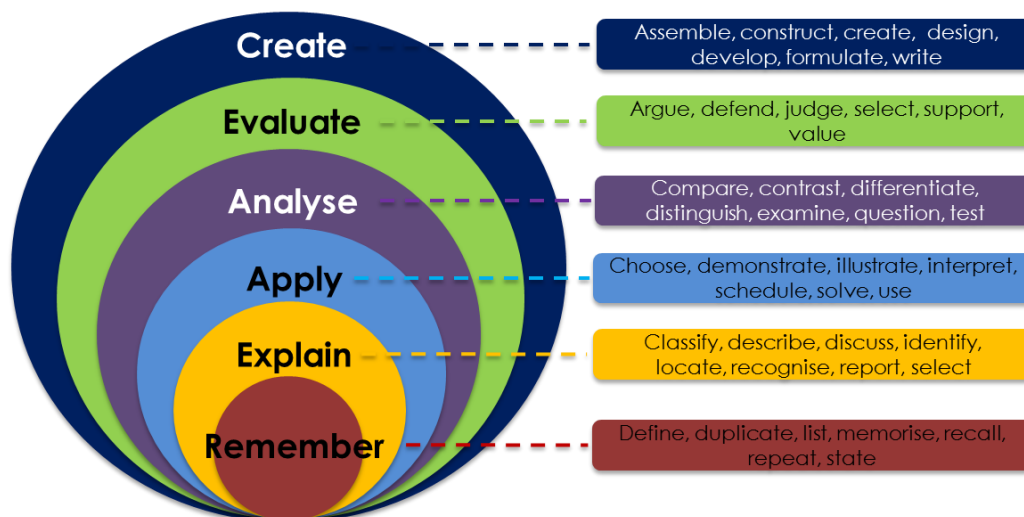 Create
Assemble, construct, create, design,
develop, formulate, write
Evaluate
Argue, defend, judge, select, support,
value
Analyse
Compare, contrast, differentiate,
distinguish, examine, question, test
Apply
Choose, demonstrate, illustrate, interpret,
schedule, solve, use
Explain
Classify, describe, discuss, identify,
locate, recognise, report, select
Remember
Define, duplicate, list, memorise, recall,
repeat, state